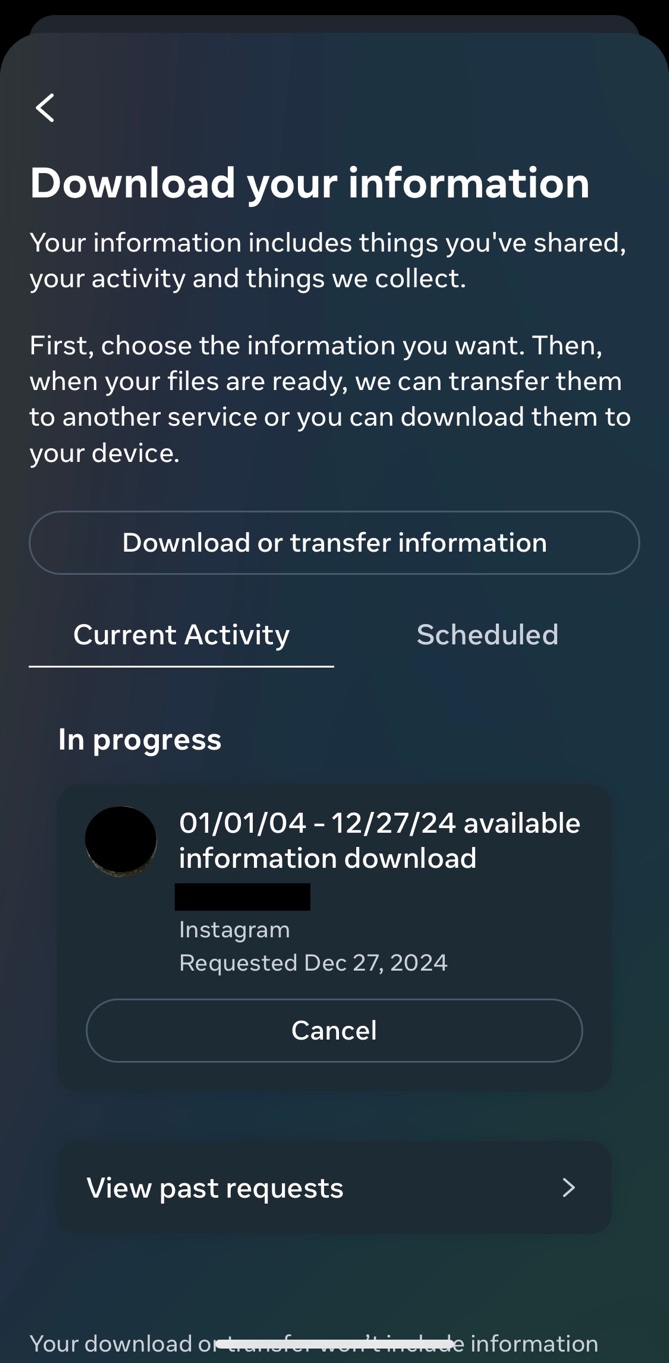 Download your information
Your information includes things you've shared,
your activity and things we collect.
First, choose the information you want. Then,
when your files are ready, we can transfer them
to another service or you can download them to
your device.
Download or transfer information
Current Activity
Scheduled
In progress
01/01/04 - 12/27/24 available
information download
Instagram
Requested Dec 27, 2024
Cancel
View past requests
Your download or transfer won't include information